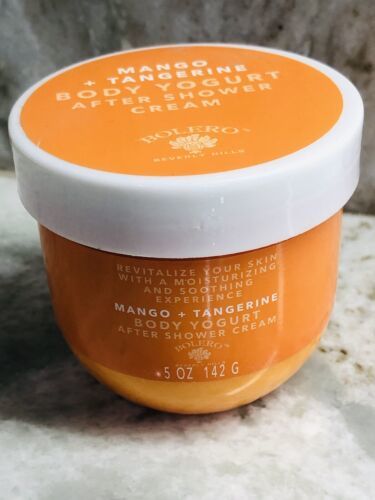 MANGO
+ TANGERINE
BODY YOGURT
AFTER SHOWER
CREAM
BOLERO
BEVERLY HILLS
REVITALIZE YOUR SKIN
WITH A MOISTURIZING
AND SOOTHING
EXPERIENCE
MANGO + TANGERINE
BODY YOGURT
AFTER SHOWER CREAM
BOLERO
5 OZ 142 G